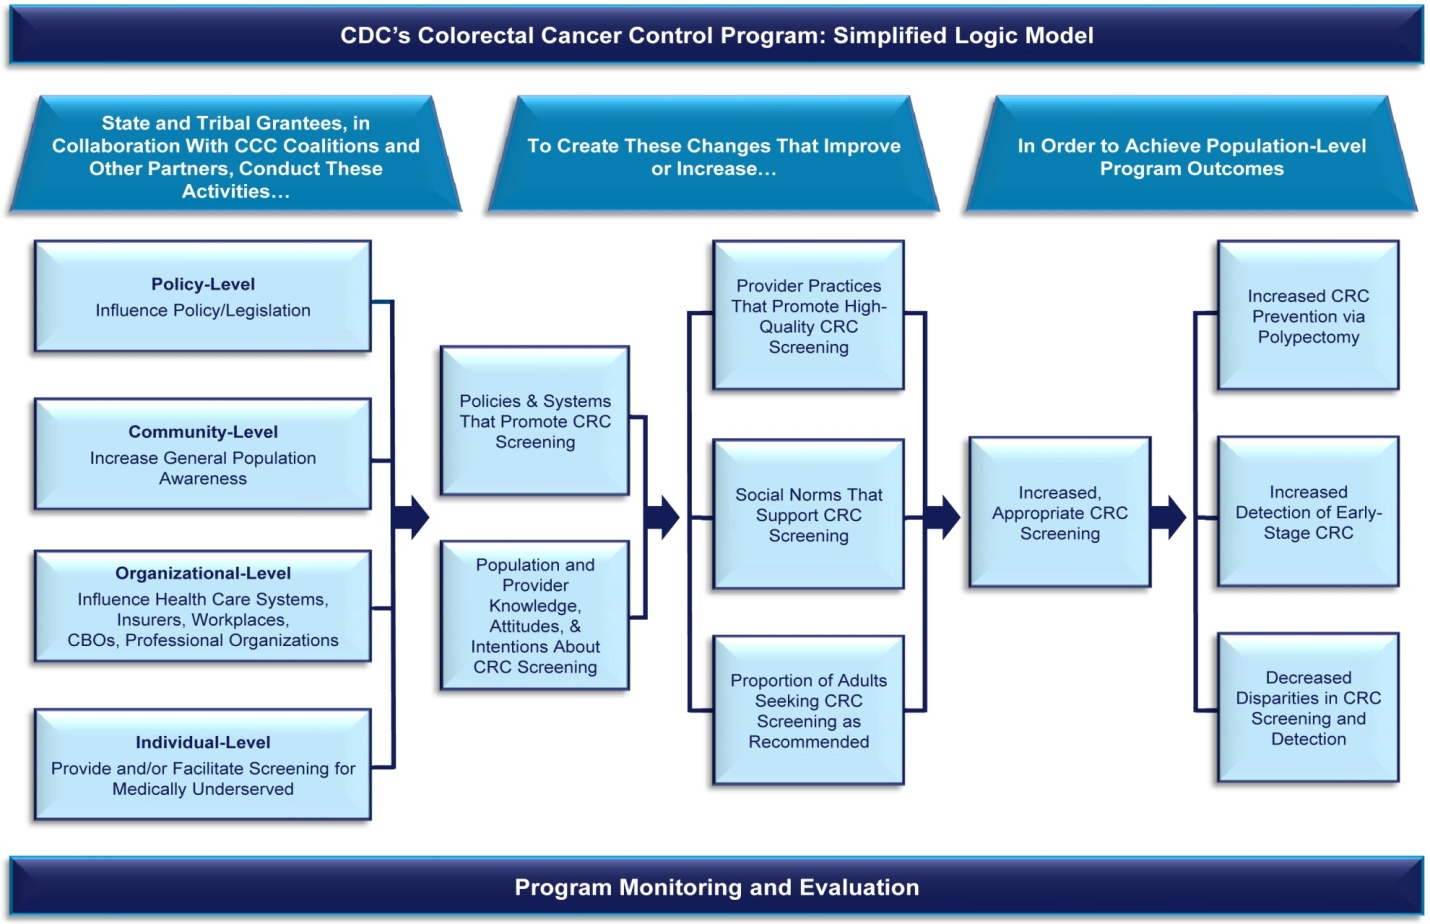 CDC’s Colorectal Cancer Control Program: Simplified Logic Model
State and Tribal Grantees, in
Collaboration With CCC Coalitions and
Other Partners, Conduct These
Activities…
To Create These Changes That Improve
or Increase…
In Order to Achieve Population-Level
Program Outcomes
Policy-Level
Influence Policy/Legislation
Community-Level
Increase General Population
Awareness
Organizational-Level
Influence Health Care Systems,
Insurers, Workplaces,
CBOs, Professional Organizations
Individual-Level
Provide and/or Facilitate Screening for
Medically Underserved
Policies & Systems
That Promote CRC
Screening
Population and
Provider
Knowledge,
Attitudes, &
Intentions About
CRC Screening
Provider Practices
That Promote High-
Quality CRC
Screening
Social Norms That
Support CRC
Screening
Proportion of Adults
Seeking CRC
Screening as
Recommended
Increased,
Appropriate CRC
Screening
Increased CRC
Prevention via
Polypectomy
Increased
Detection of Early-
Stage CRC
Decreased
Disparities in CRC
Screening and
Detection
Program Monitoring and Evaluation